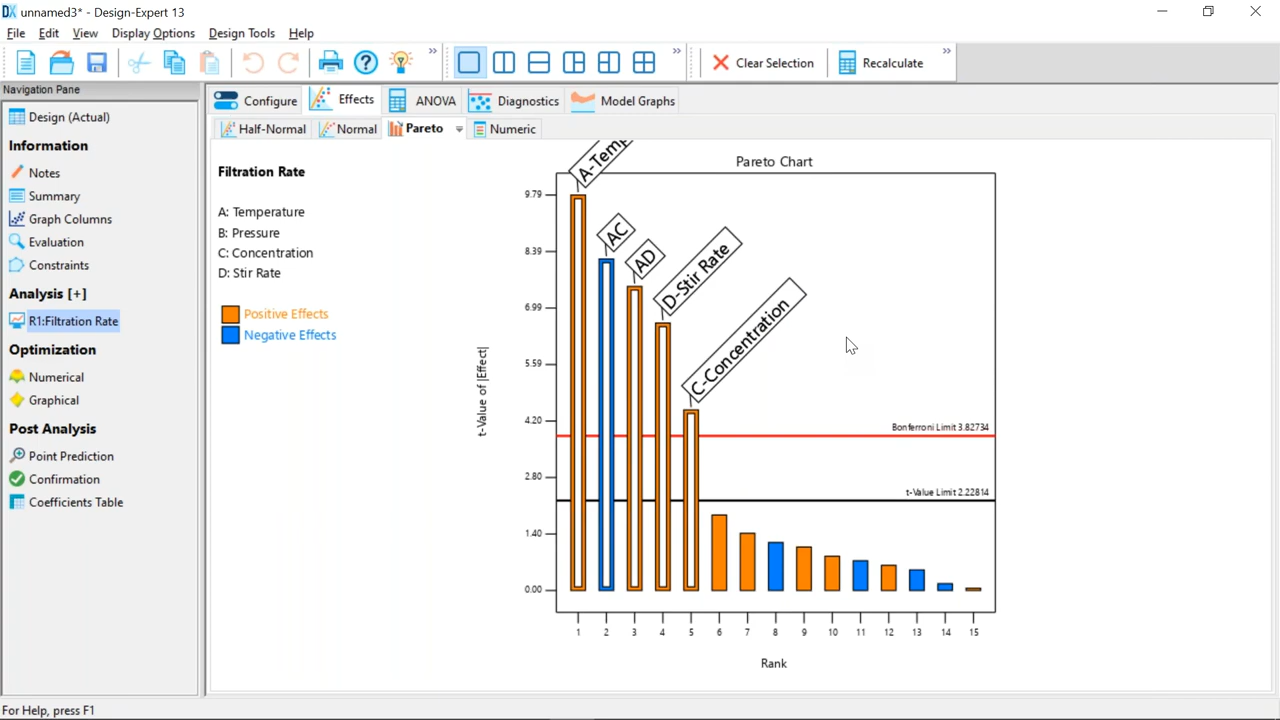 DX unnamed3* - Design-Expert 13
File Edit View Display Options Design Tools Help
Clear Selection Recalculate
Navigation Pane
Design (Actual)
Information
Notes
Summary
Graph Columns
Evaluation
Constraints
Analysis [+]
R1:Filtration Rate
Optimization
Numerical
Graphical
Post Analysis
Point Prediction
Confirmation
Coefficients Table
Configure Effects ANOVA Diagnostics Model Graphs
Half-Normal Normal Pareto Numeric
Filtration Rate
A: Temperature
B: Pressure
C: Concentration
D: Stir Rate
Positive Effects
Negative Effects
Pareto Chart
t-Value of |Effect|
9.79
8.39
6.99
5.59
4.20
2.80
1.40
0.00
AC
AD
D-Stir Rate
C-Concentration
Bonferroni Limit 3.82734
t-Value Limit 2.22814
1 2 3 4 5 6 7 8 9 10 11 12 13 14 15
Rank
For Help, press F1